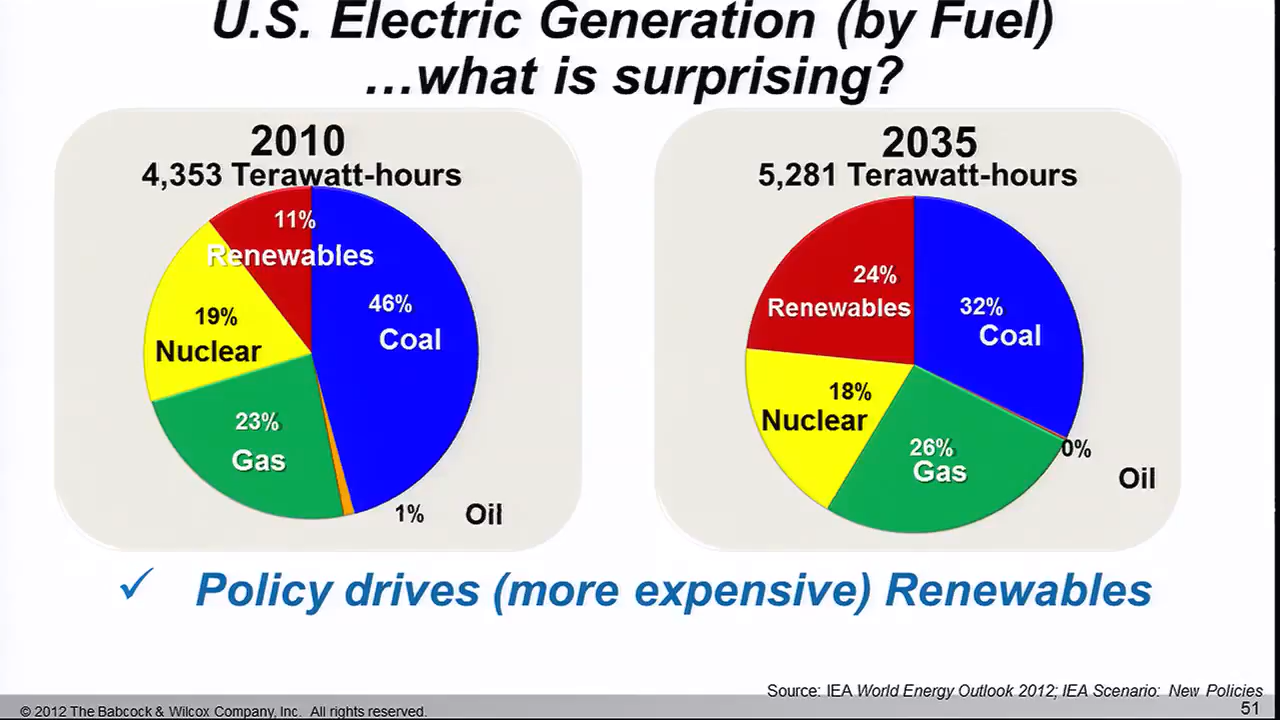 U.S. Electric Generation (by Fuel)
…what is surprising?
2010
4,353 Terawatt-hours
11%
Renewables
46%
Coal
19%
Nuclear
23%
Gas
1%
Oil
2035
5,281 Terawatt-hours
24%
Renewables
32%
Coal
18%
Nuclear
26%
Gas
0%
Oil
✓ Policy drives (more expensive) Renewables
Source: IEA World Energy Outlook 2012; IEA Scenario: New Policies
© 2012 The Babcock & Wilcox Company, Inc. All rights reserved.
51